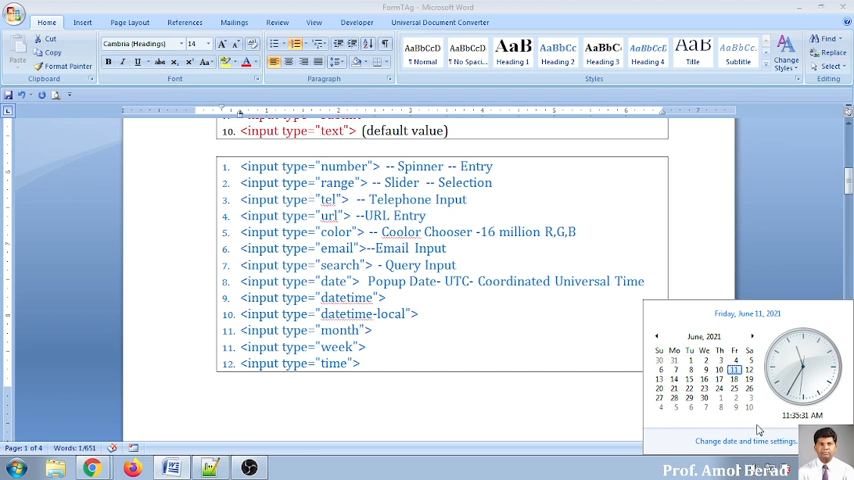 FormTAg - Microsoft Word
Home Insert Page Layout References Mailings Review View Developer Universal Document Converter
Cut
Copy
Format Painter
Paste
Clipboard
Cambria (Headings) 14
Font
Paragraph
AaBbCcD AaBbCcD AaBb AaBbCc AaBbCc AaBbCcD AaBb AaBbCc.
¶ Normal ¶ No Spaci... Heading 1 Heading 2 Heading 3 Heading 4 Title Subtitle
Styles
Change Styles
Find
Replace
Select
Editing
10. <input type="text"> (default value)
1. <input type="number"> -- Spinner -- Entry
2. <input type="range"> -- Slider -- Selection
3. <input type="tel"> -- Telephone Input
4. <input type="url"> --URL Entry
5. <input type="color"> -- Coolor Chooser -16 million R,G,B
6. <input type="email">--Email Input
7. <input type="search"> - Query Input
8. <input type="date"> Popup Date- UTC- Coordinated Universal Time
9. <input type="datetime">
10. <input type="datetime-local">
11. <input type="month">
11. <input type="week">
12. <input type="time">
Friday, June 11, 2021
June, 2021
Su Mo Tu We Th Fr Sa
30 31 1 2 3 4 5
6 7 8 9 10 11 12
13 14 15 16 17 18 19
20 21 22 23 24 25 26
27 28 29 30 1 2 3
4 5 6 7 8 9 10
11:35:31 AM
Change date and time settings...
Page: 1 of 4 Words: 1/651
Prof. Amol Berad